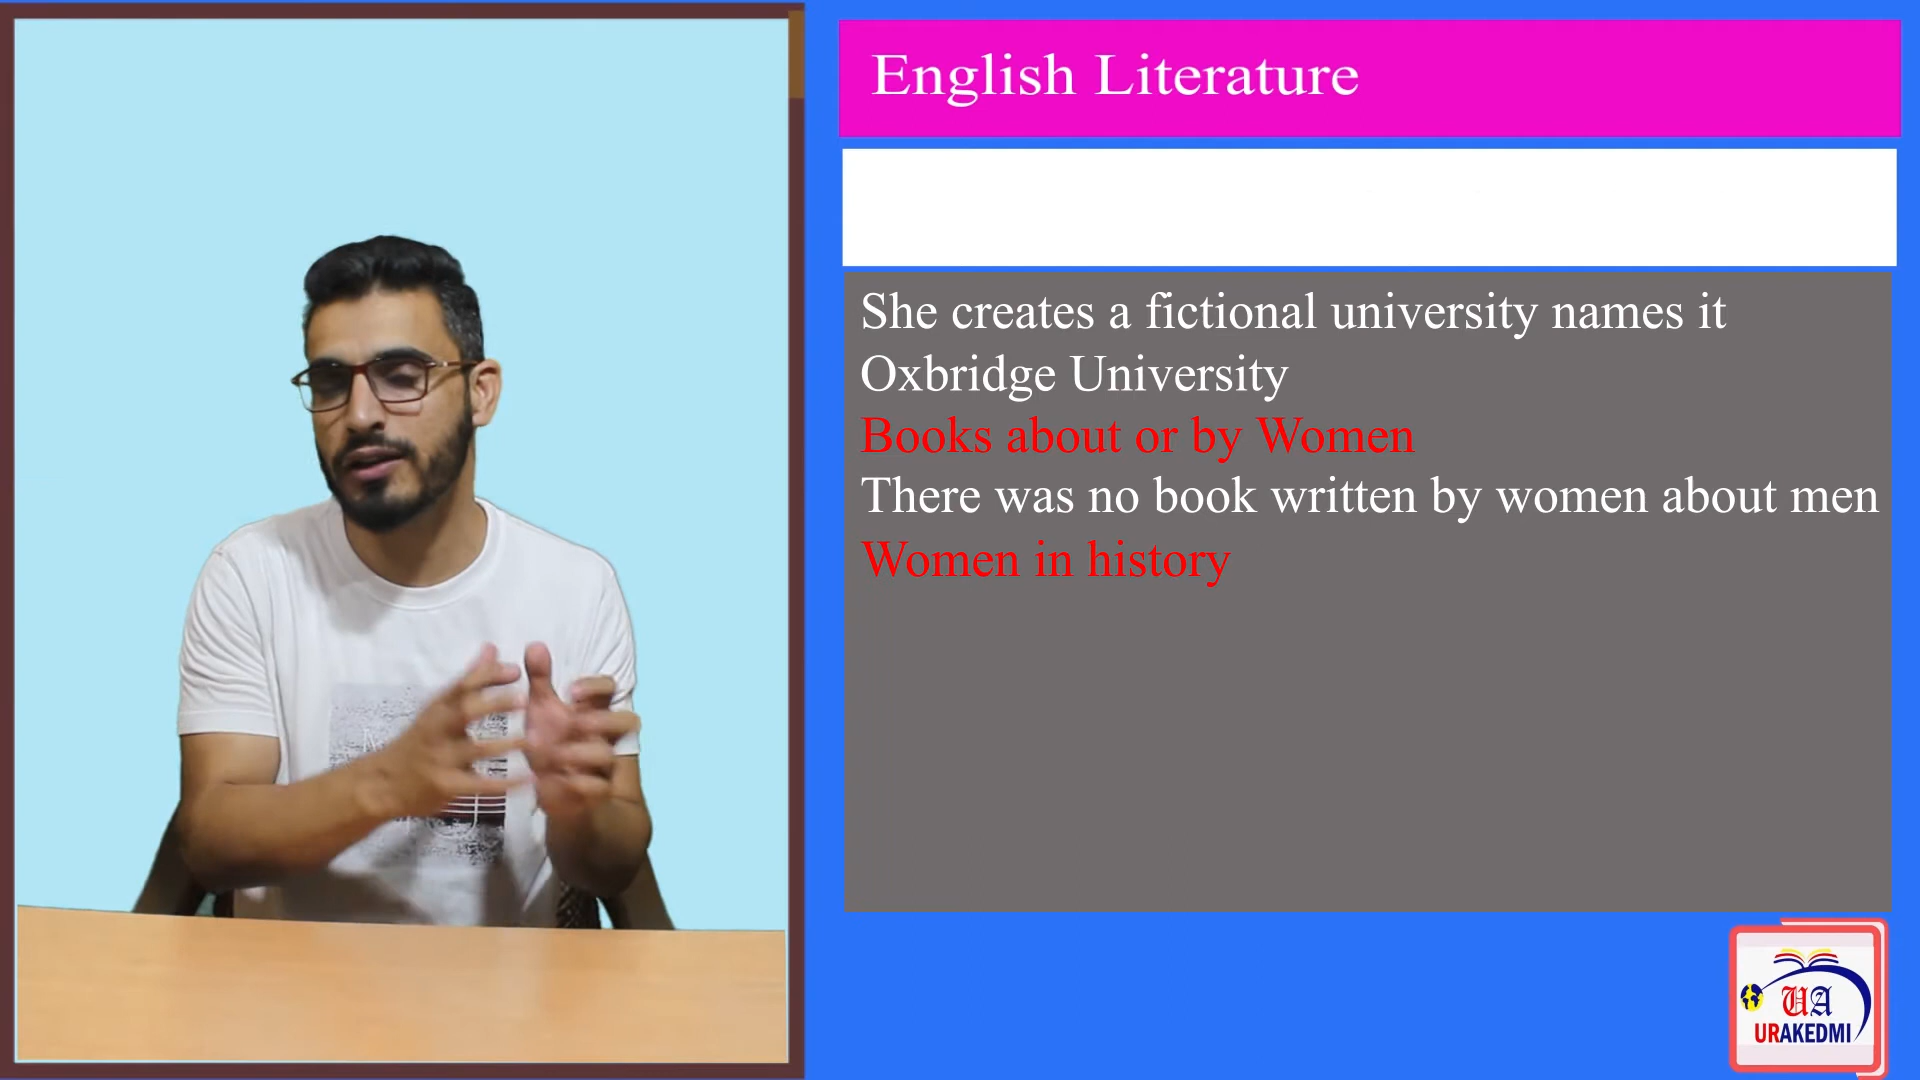 English Literature
She creates a fictional university names it
Oxbridge University
Books about or by Women
There was no book written by women about men
Women in history
UA
URAKEDMI